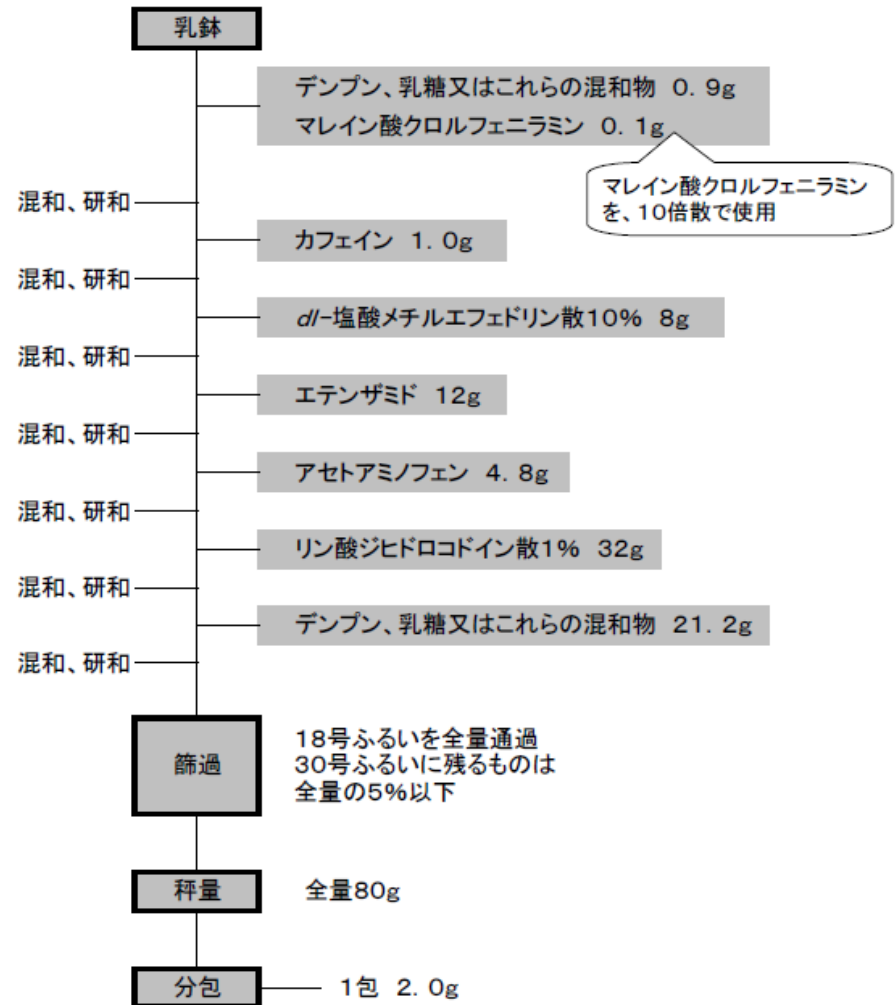 乳鉢
デンプン、乳糖又はこれらの混和物 0.9g
マレイン酸クロルフェニラミン 0.1g
マレイン酸クロルフェニラミン
を、10倍散で使用
混和、研和
カフェイン 1.0g
混和、研和
dl-塩酸メチルエフェドリン散10% 8g
混和、研和
エテンザミド 12g
混和、研和
アセトアミノフェン 4.8g
混和、研和
リン酸ジヒドロコドイン散1% 32g
混和、研和
デンプン、乳糖又はこれらの混和物 21.2g
混和、研和
篩過
18号ふるいを全量通過
30号ふるいに残るものは
全量の5%以下
秤量
全量80g
分包
1包 2.0g